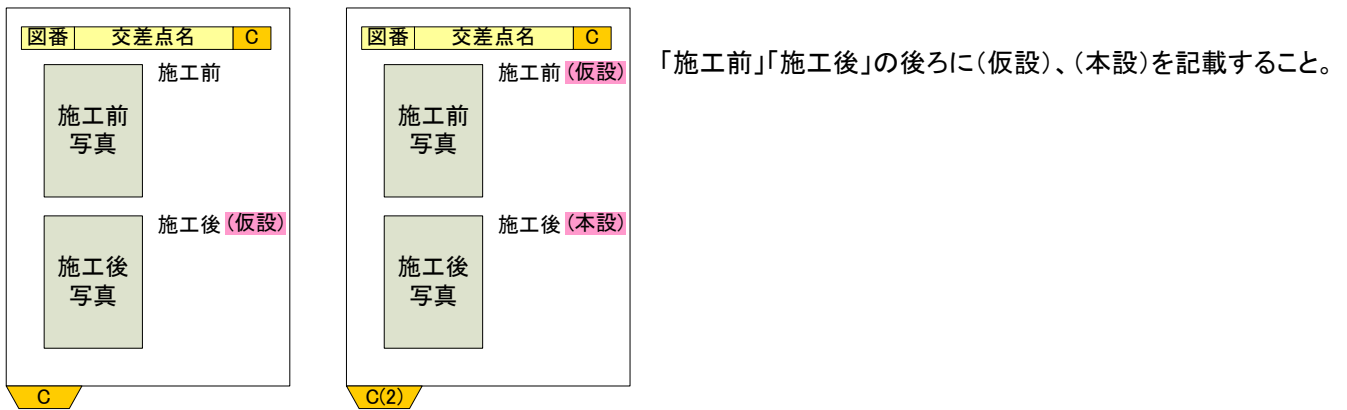 図番 交差点名 C
施工前
施工前
写真
施工後(仮設)
施工後
写真
C
図番 交差点名 C
施工前(仮設)
施工前
写真
施工後(本設)
施工後
写真
C(2)
「施工前」「施工後」の後ろに(仮設)、(本設)を記載すること。